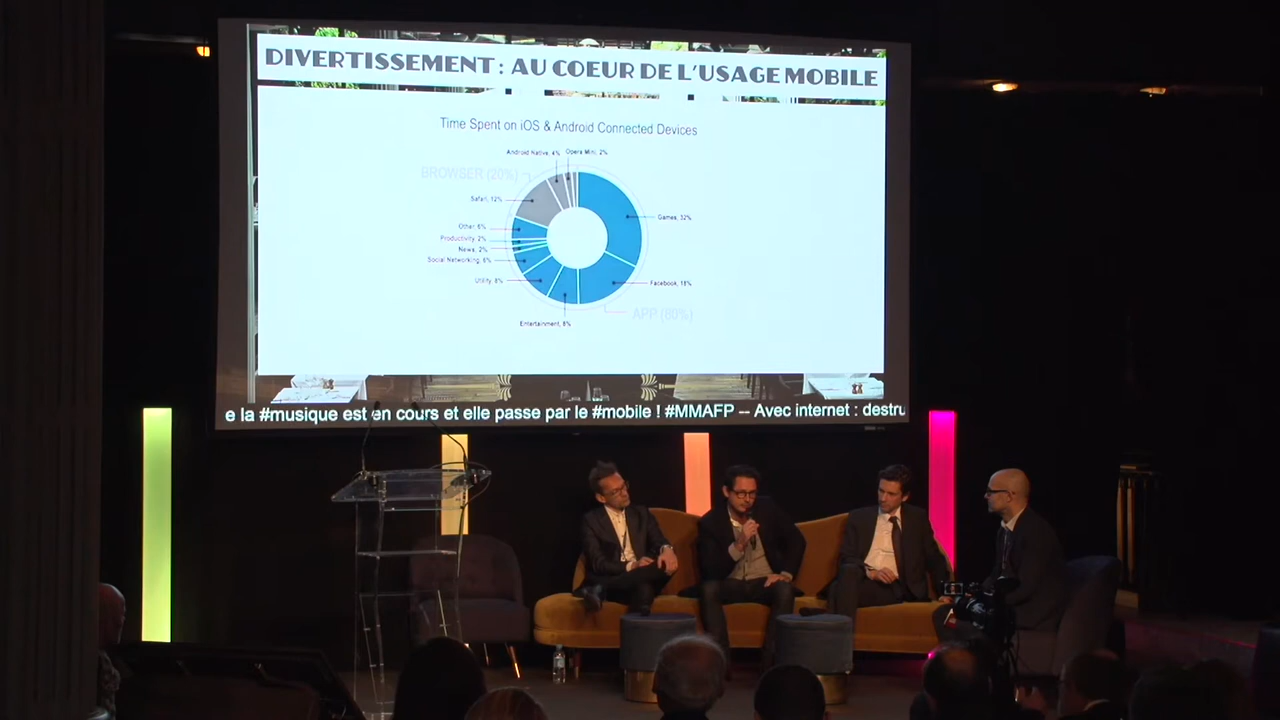 DIVERTISSEMENT : AU COEUR DE L'USAGE MOBILE
Time Spent on iOS & Android Connected Devices
Android Native, 4%
Opera Mini, 2%
BROWSER (20%)
Safari, 12%
Games, 32%
Other, 6%
Productivity, 2%
News, 2%
Social Networking, 6%
Utility, 8%
Facebook, 18%
APP (80%)
Entertainment, 8%
e la #musique est en cours et elle passe par le #mobile ! #MMAFP -- Avec internet : destru